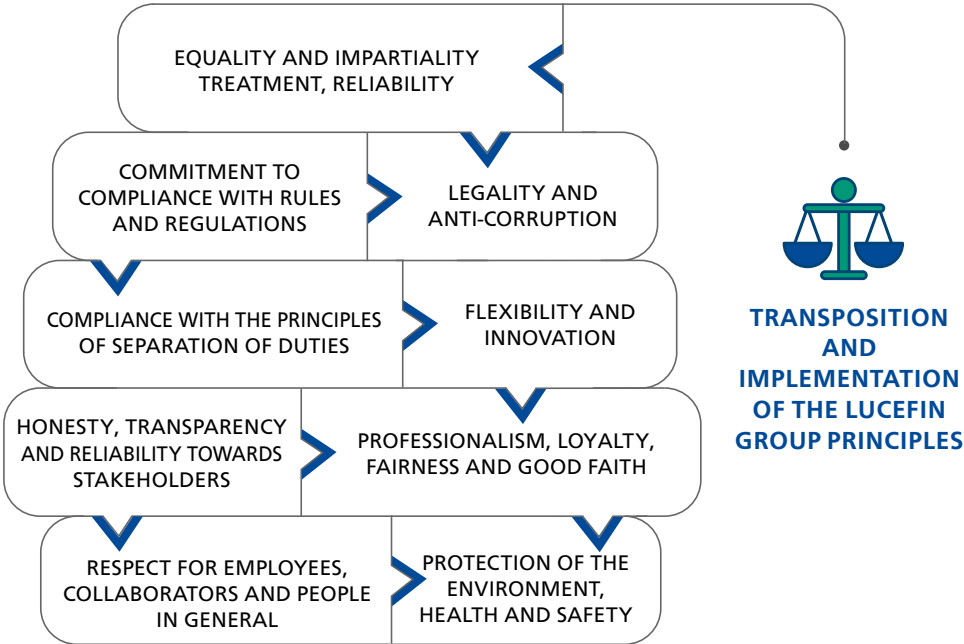 EQUALITY AND IMPARTIALITY
TREATMENT, RELIABILITY
COMMITMENT TO
COMPLIANCE WITH RULES
AND REGULATIONS
LEGALITY AND
ANTI-CORRUPTION
COMPLIANCE WITH THE PRINCIPLES
OF SEPARATION OF DUTIES
FLEXIBILITY AND
INNOVATION
HONESTY, TRANSPARENCY
AND RELIABILITY TOWARDS
STAKEHOLDERS
PROFESSIONALISM, LOYALTY,
FAIRNESS AND GOOD FAITH
RESPECT FOR EMPLOYEES,
COLLABORATORS AND PEOPLE
IN GENERAL
PROTECTION OF THE
ENVIRONMENT,
HEALTH AND SAFETY
TRANSPOSITION
AND
IMPLEMENTATION
OF THE LUCEFIN
GROUP PRINCIPLES